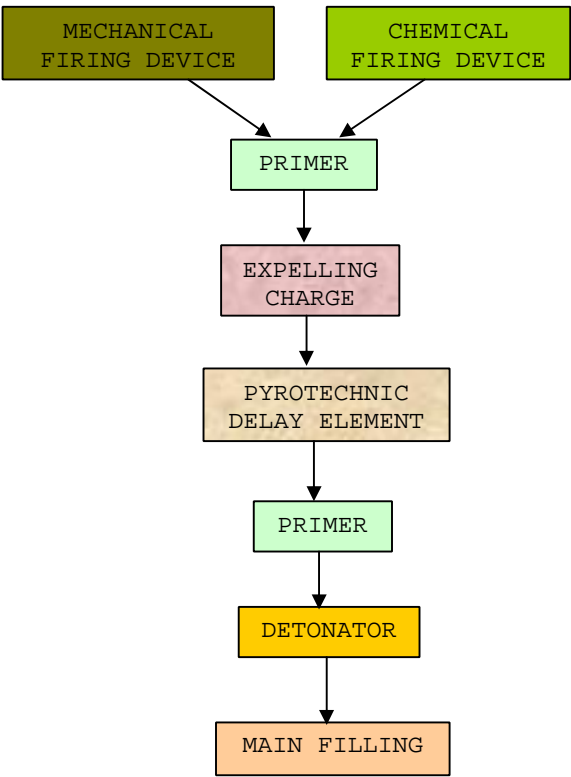 MECHANICAL
FIRING DEVICE
CHEMICAL
FIRING DEVICE
PRIMER
EXPELLING
CHARGE
PYROTECHNIC
DELAY ELEMENT
PRIMER
DETONATOR
MAIN FILLING